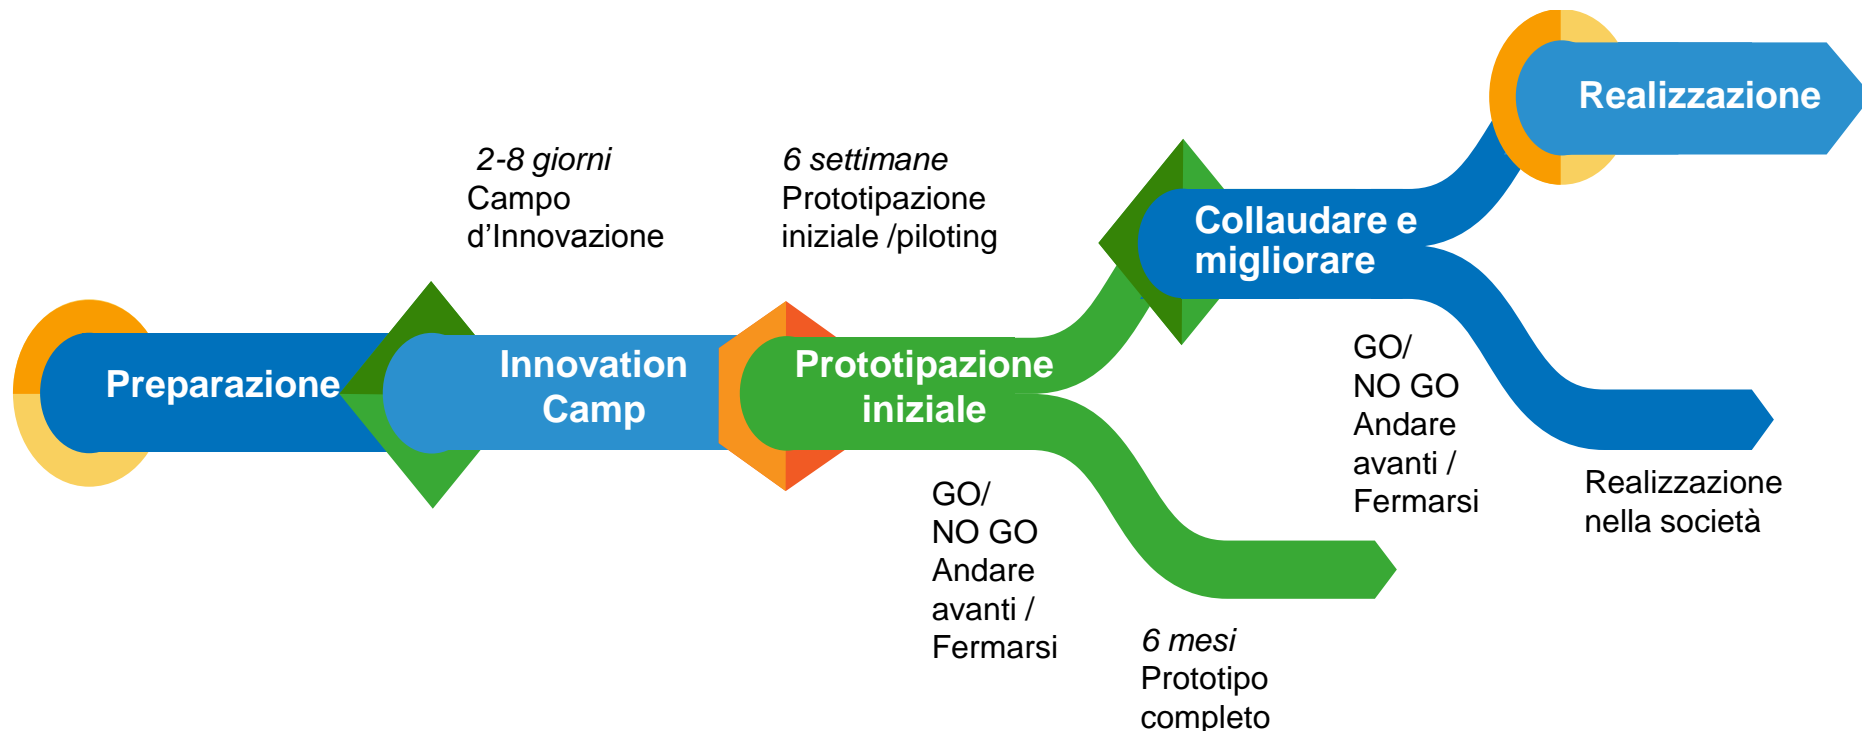 Realizzazione
2-8 giorni
Campo
d’Innovazione
6 settimane
Prototipazione
iniziale /piloting
Collaudare e
migliorare
Preparazione
Innovation
Camp
Prototipazione
iniziale
GO/
NO GO
Andare
avanti /
Fermarsi
GO/
NO GO
Andare
avanti /
Fermarsi
Realizzazione
nella società
6 mesi
Prototipo
completo